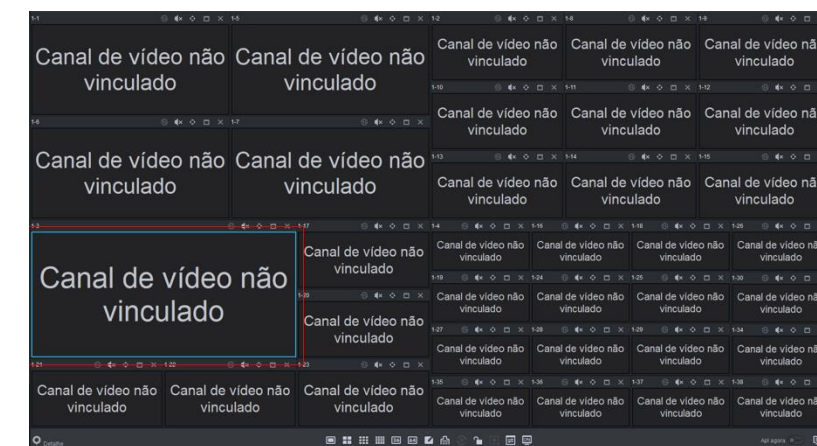 1-1
Canal de vídeo não
vinculado
1-5
Canal de vídeo não
vinculado
1-6
Canal de vídeo não
vinculado
1-7
Canal de vídeo não
vinculado
1-2
Canal de vídeo não
vinculado
1-8
Canal de vídeo não
vinculado
1-9
Canal de vídeo nã
vinculado
1-10
Canal de vídeo não
vinculado
1-11
Canal de vídeo não
vinculado
1-12
Canal de vídeo nã
vinculado
1-13
Canal de vídeo não
vinculado
1-14
Canal de vídeo não
vinculado
1-15
Canal de vídeo nã
vinculado
1-3
Canal de vídeo não
vinculado
1-17
Canal de vídeo não
vinculado
1-20
Canal de vídeo não
vinculado
1-21
Canal de vídeo não
vinculado
1-22
Canal de vídeo não
vinculado
1-23
Canal de vídeo não
vinculado
1-4
Canal de vídeo não
vinculado
1-16
Canal de vídeo não
vinculado
1-18
Canal de vídeo não
vinculado
1-26
Canal de vídeo nã
vinculado
1-19
Canal de vídeo não
vinculado
1-24
Canal de vídeo não
vinculado
1-25
Canal de vídeo não
vinculado
1-30
Canal de vídeo nã
vinculado
1-27
Canal de vídeo não
vinculado
1-28
Canal de vídeo não
vinculado
1-29
Canal de vídeo não
vinculado
1-34
Canal de vídeo nã
vinculado
1-35
Canal de vídeo não
vinculado
1-36
Canal de vídeo não
vinculado
1-37
Canal de vídeo não
vinculado
1-38
Canal de vídeo nã
vinculado
Detalhe
Apl agora